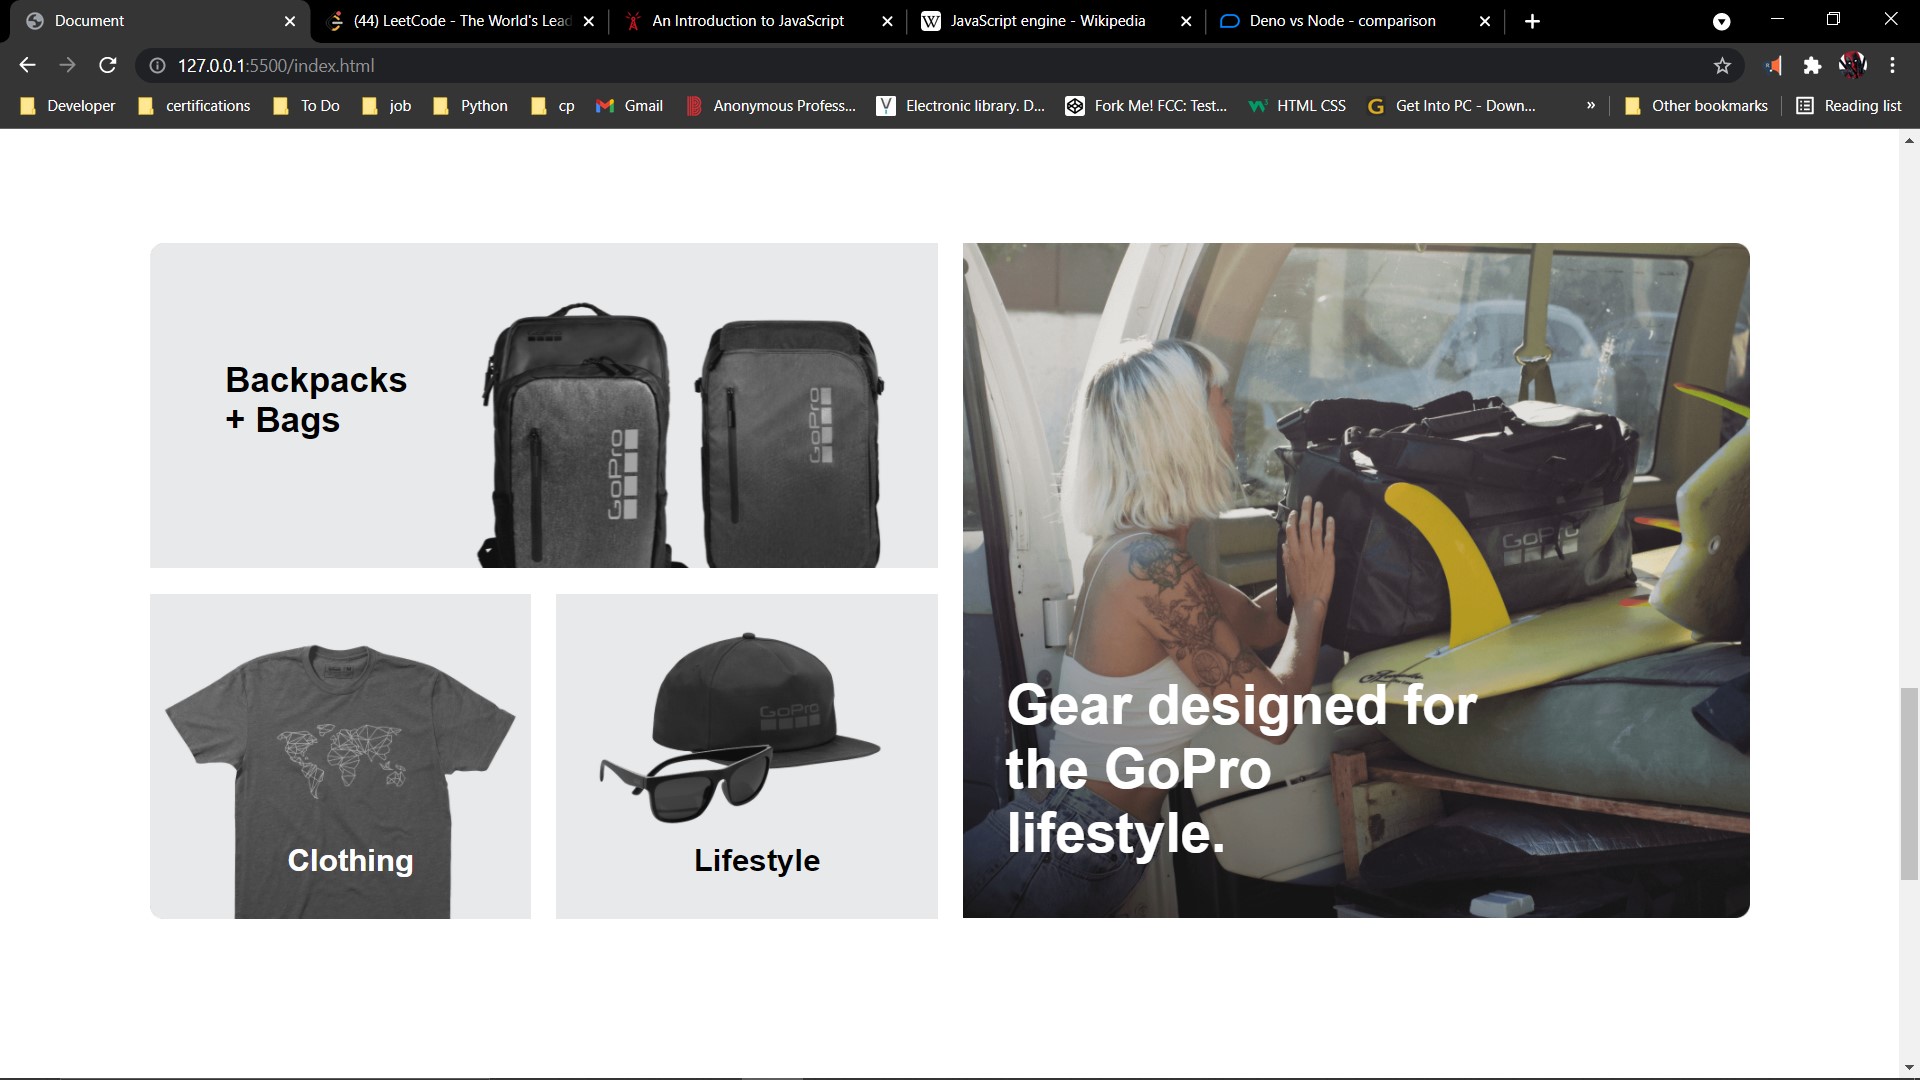 Document
(44) LeetCode - The World's Lead
An Introduction to JavaScript
JavaScript engine - Wikipedia
Deno vs Node - comparison
127.0.0.1:5500/index.html
Developer
certifications
To Do
job
Python
cp
Gmail
Anonymous Profess...
Electronic library. D...
Fork Me! FCC: Test...
HTML CSS
Get Into PC - Down...
»
Other bookmarks
Reading list
Backpacks
+ Bags
GoPro
GoPro
Clothing
GoPro
Lifestyle
GoPro
Gear designed for
the GoPro
lifestyle.